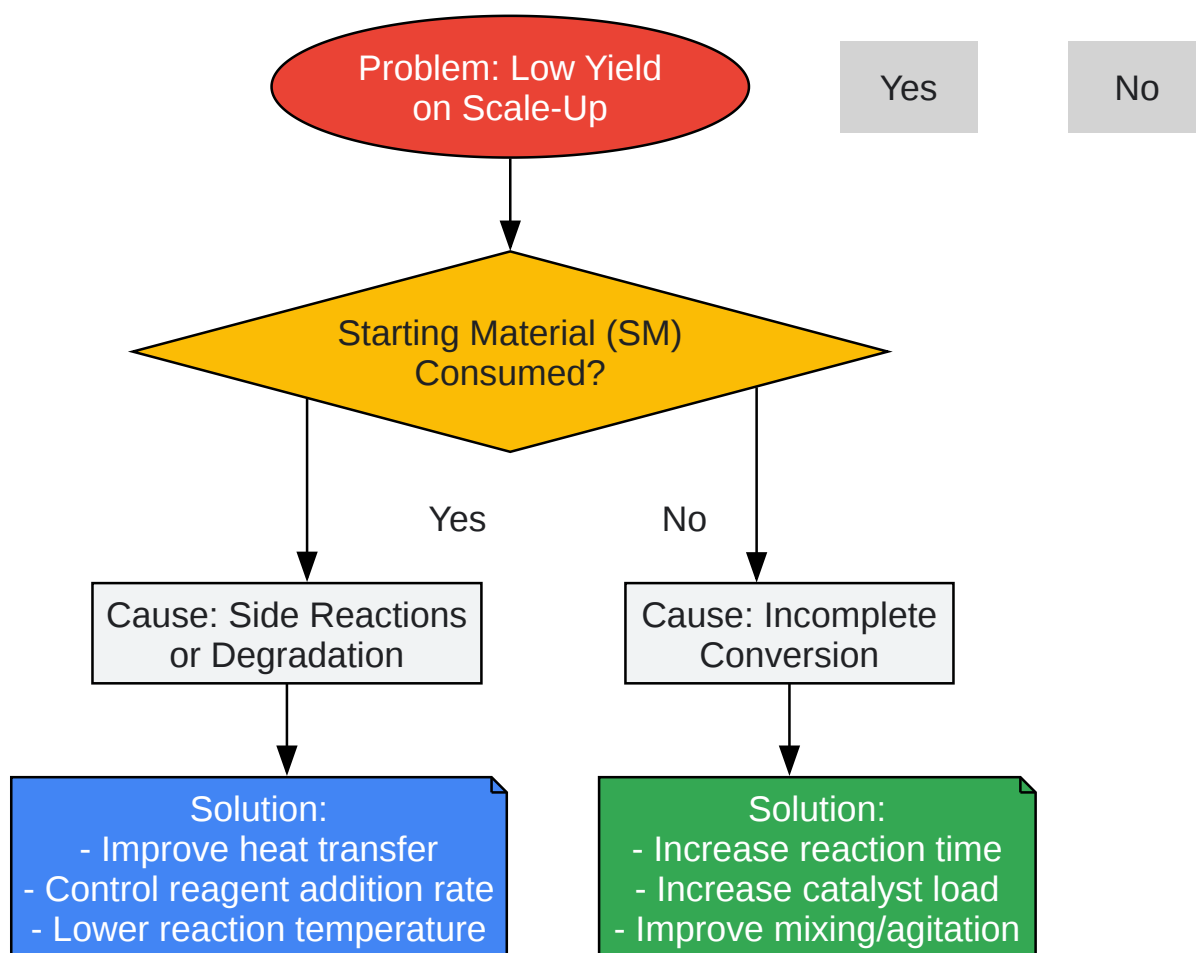 Problem: Low Yield
on Scale-Up
Yes
No
Starting Material (SM)
Consumed?
Yes
No
Cause: Side Reactions
or Degradation
Cause: Incomplete
Conversion
Solution:
- Improve heat transfer
- Control reagent addition rate
- Lower reaction temperature
Solution:
- Increase reaction time
- Increase catalyst load
- Improve mixing/agitation